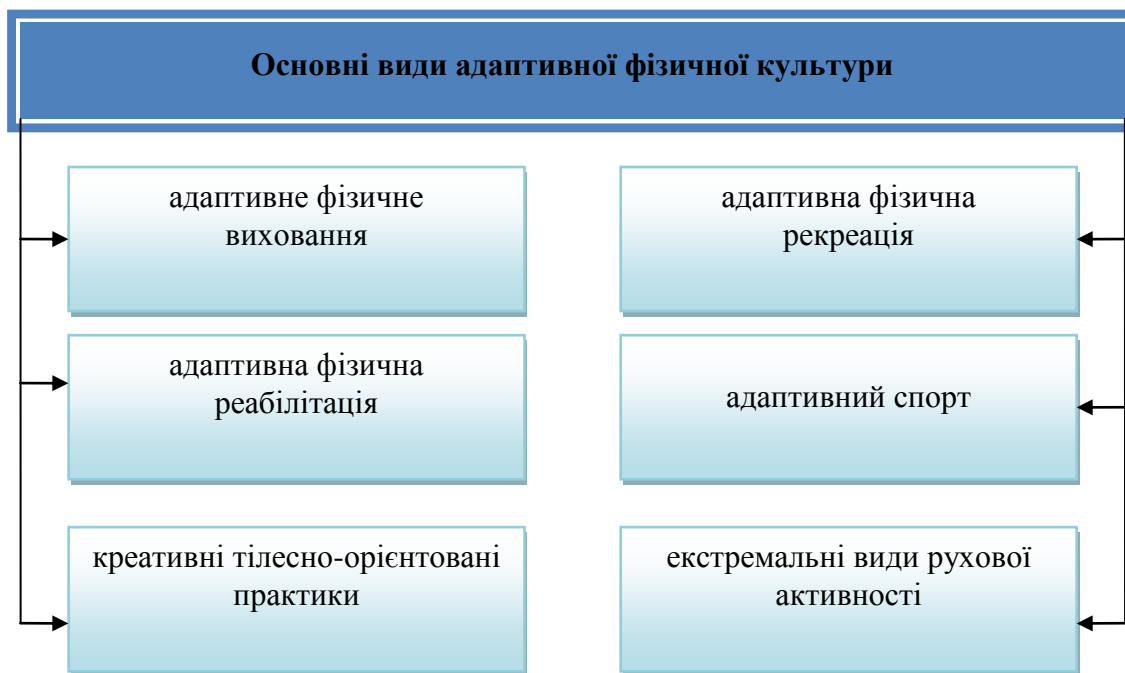 Основні види адаптивної фізичної культури
адаптивне фізичне
виховання
адаптивна фізична
рекреація
адаптивна фізична
реабілітація
адаптивний спорт
креативні тілесно-орієнтовані
практики
екстремальні види рухової
активності